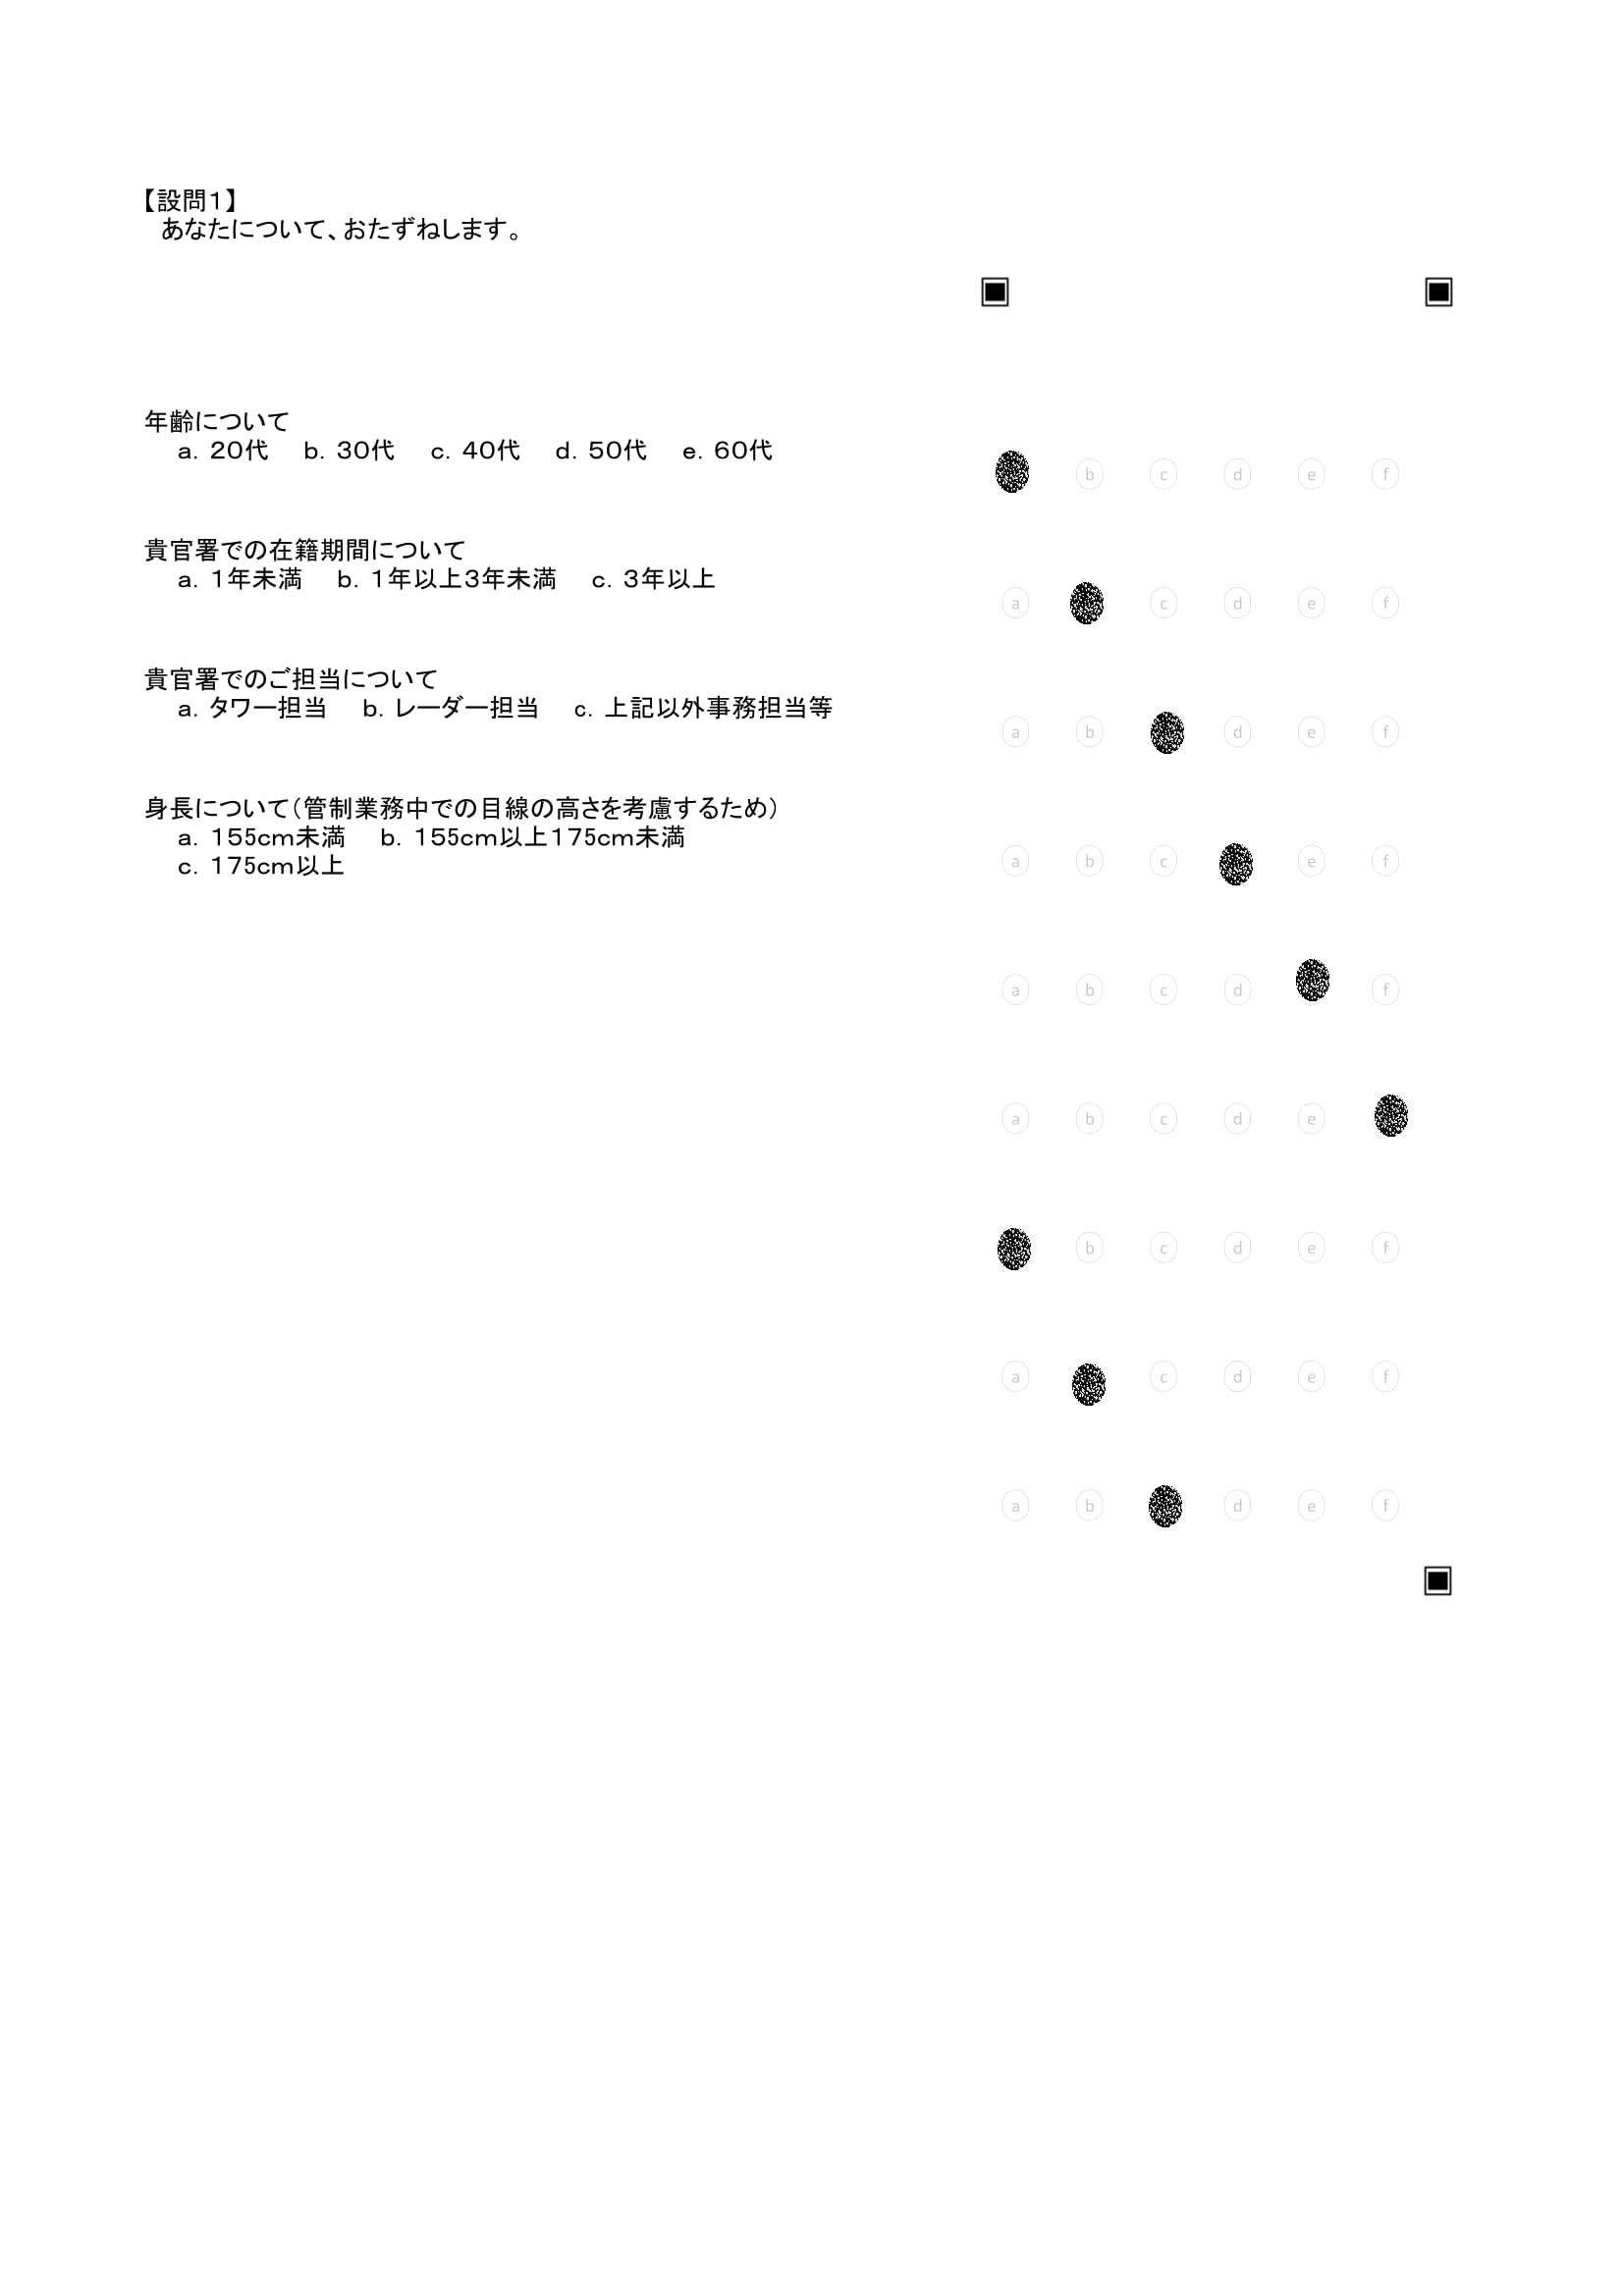 【設問１】
あなたについて、おたずねします。
年齢について
a. 20代 b. 30代 c. 40代 d. 50代 e. 60代
b c d e f
貴官署での在籍期間について
a. 1年未満 b. 1年以上3年未満 c. 3年以上
a c d e f
貴官署でのご担当について
a. タワー担当 b. レーダー担当 c. 上記以外事務担当等
a b d e f
身長について（管制業務中での目線の高さを考慮するため）
a. 155cm未満 b. 155cm以上175cm未満
c. 175cm以上
a b c e f
a b c d f
a b c d e
b c d e f
a c d e f
a b d e f